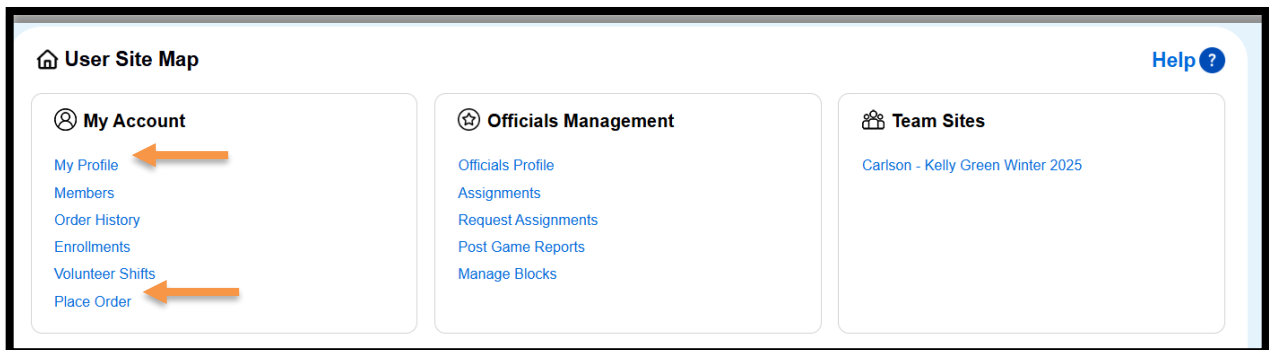 User Site Map
Help ?
My Account
My Profile
Members
Order History
Enrollments
Volunteer Shifts
Place Order
Officials Management
Officials Profile
Assignments
Request Assignments
Post Game Reports
Manage Blocks
Team Sites
Carlson - Kelly Green Winter 2025